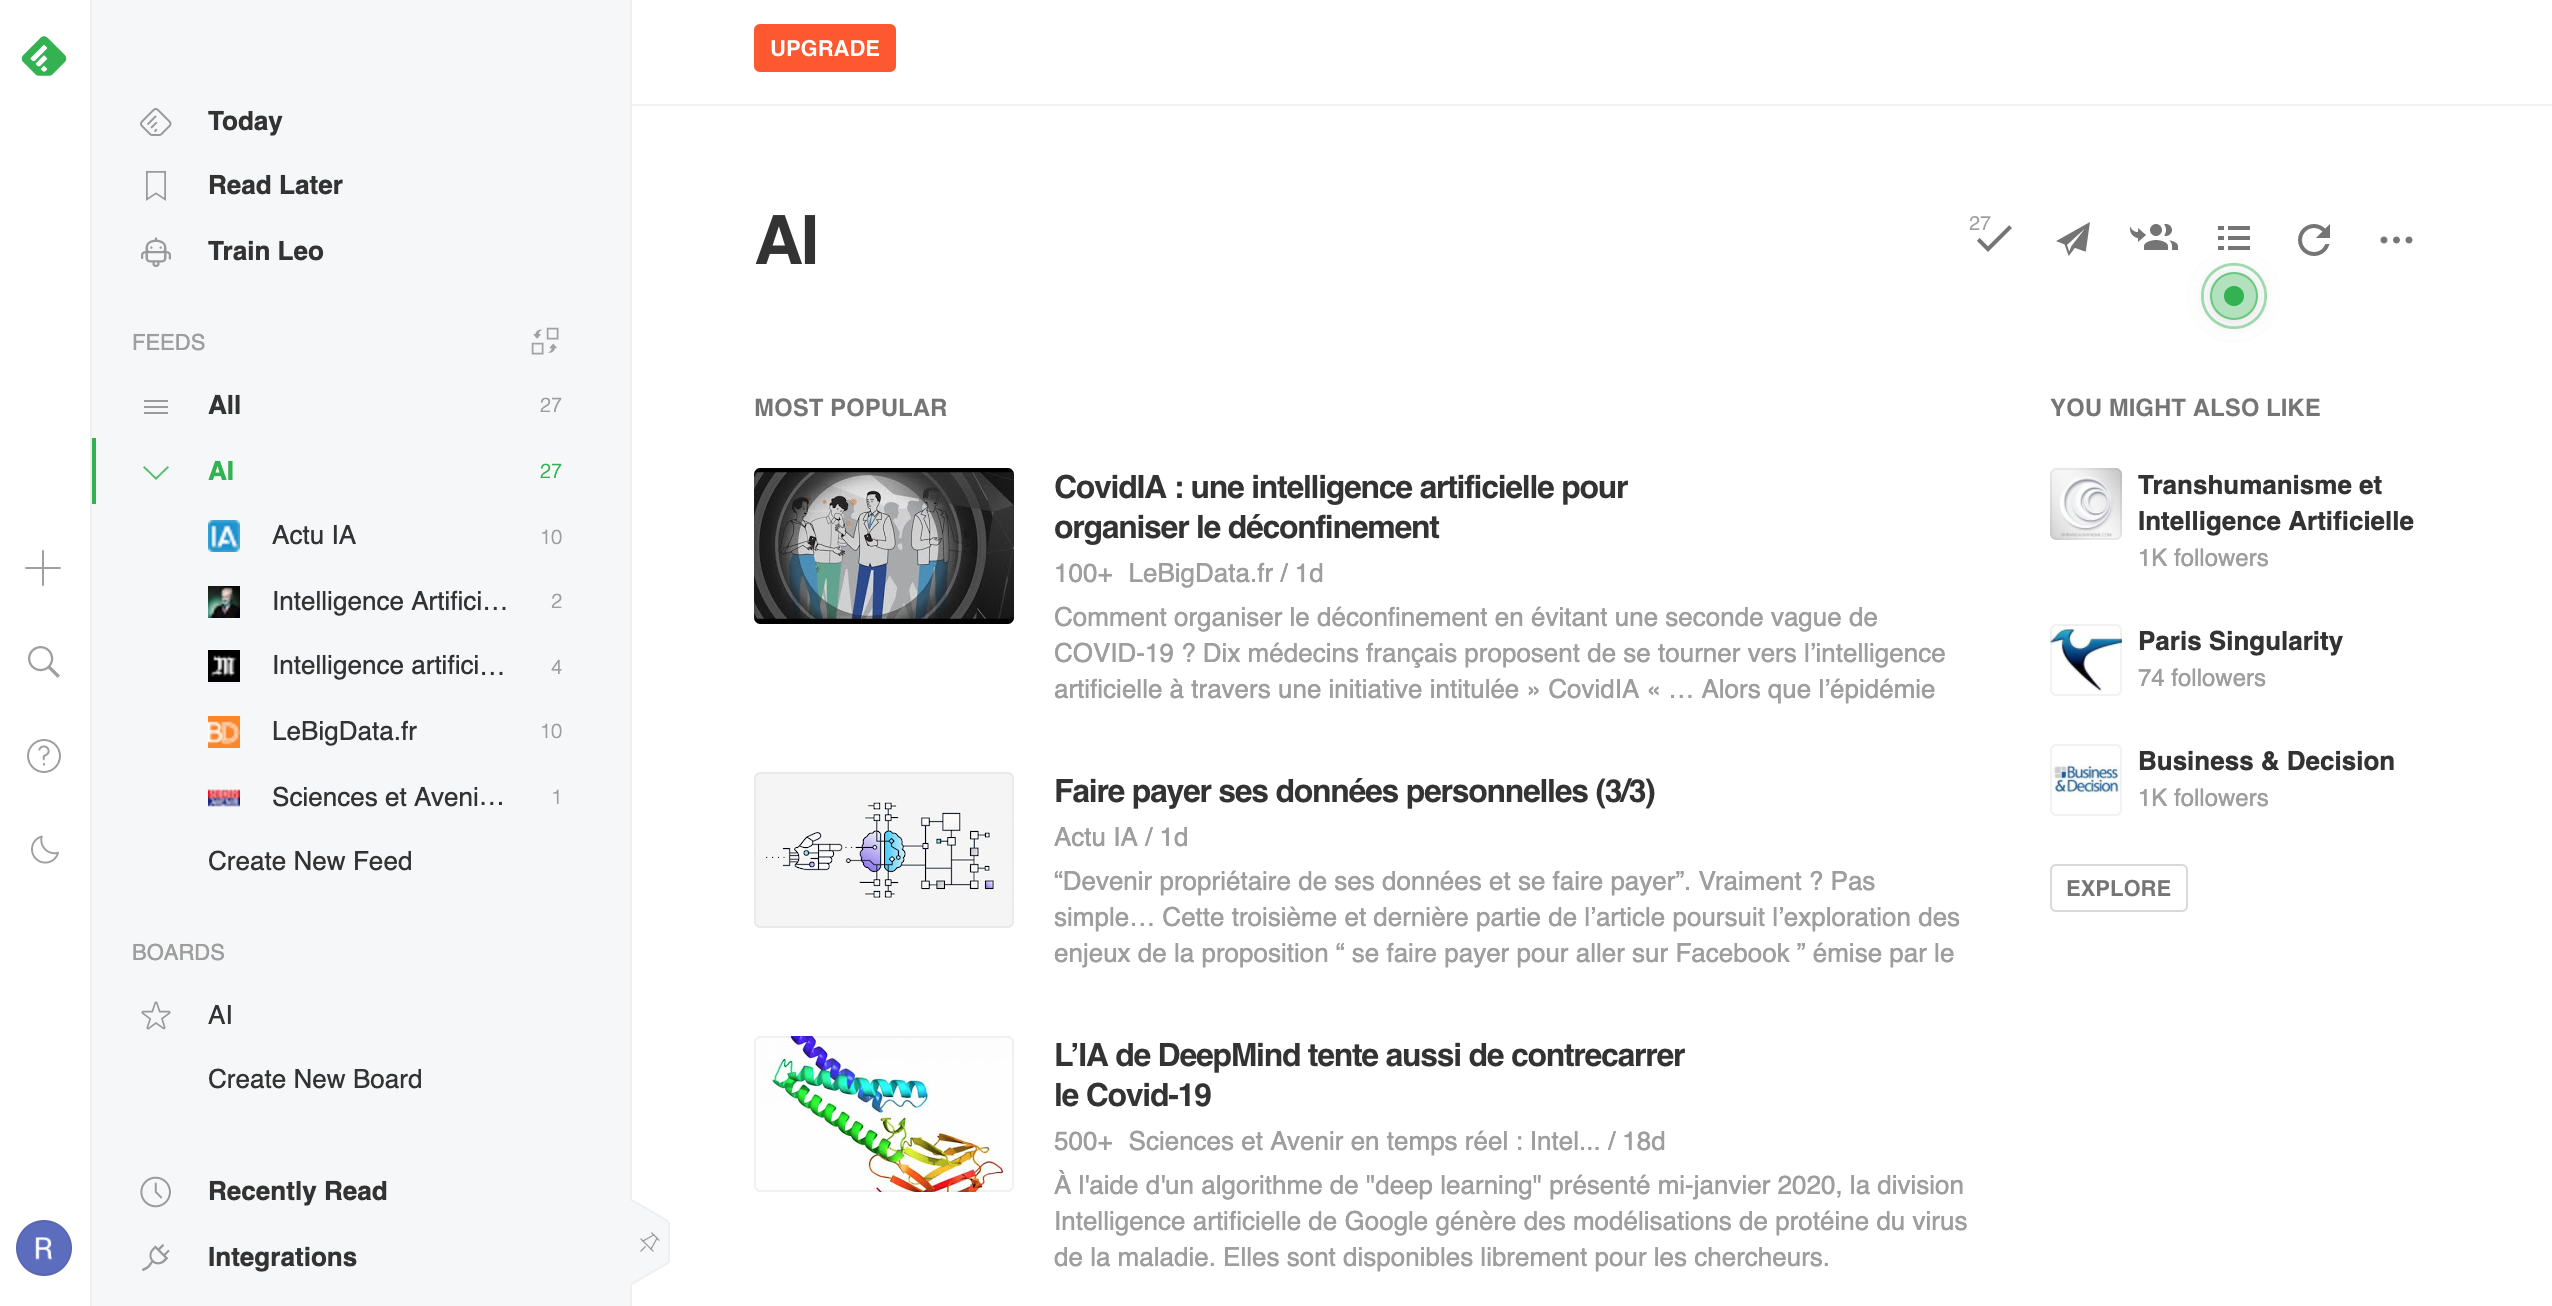 UPGRADE
Today
Read Later
Train Leo
FEEDS
All 27
AI 27
IA Actu IA 10
Intelligence Artifici... 2
Intelligence artifici... 4
BD LeBigData.fr 10
Sciences et Aveni... 1
Create New Feed
BOARDS
AI
Create New Board
Recently Read
Integrations
R
AI
27
MOST POPULAR
CovidIA : une intelligence artificielle pour
organiser le déconfinement
100+ LeBigData.fr / 1d
Comment organiser le déconfinement en évitant une seconde vague de
COVID-19 ? Dix médecins français proposent de se tourner vers l’intelligence
artificielle à travers une initiative intitulée » CovidIA « … Alors que l’épidémie
Faire payer ses données personnelles (3/3)
Actu IA / 1d
“Devenir propriétaire de ses données et se faire payer”. Vraiment ? Pas
simple… Cette troisième et dernière partie de l’article poursuit l’exploration des
enjeux de la proposition “ se faire payer pour aller sur Facebook ” émise par le
L’IA de DeepMind tente aussi de contrecarrer
le Covid-19
500+ Sciences et Avenir en temps réel : Intel... / 18d
À l'aide d'un algorithme de "deep learning" présenté mi-janvier 2020, la division
Intelligence artificielle de Google génère des modélisations de protéine du virus
de la maladie. Elles sont disponibles librement pour les chercheurs.
YOU MIGHT ALSO LIKE
Transhumanisme et
Intelligence Artificielle
1K followers
Paris Singularity
74 followers
Business
& Decision
Business & Decision
1K followers
EXPLORE